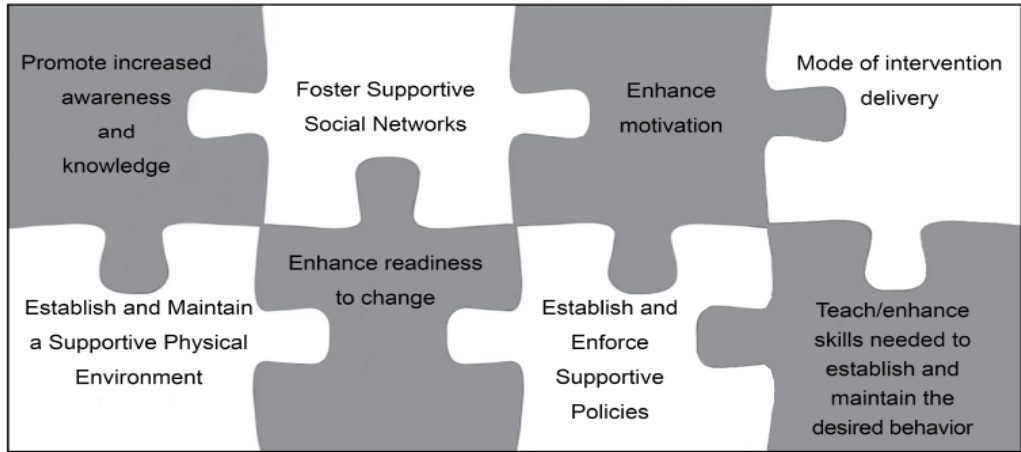 Promote increased
awareness
and
knowledge
Foster Supportive
Social Networks
Enhance
motivation
Mode of intervention
delivery
Establish and Maintain
a Supportive Physical
Environment
Enhance readiness
to change
Establish and
Enforce
Supportive
Policies
Teach/enhance
skills needed to
establish and
maintain the
desired behavior